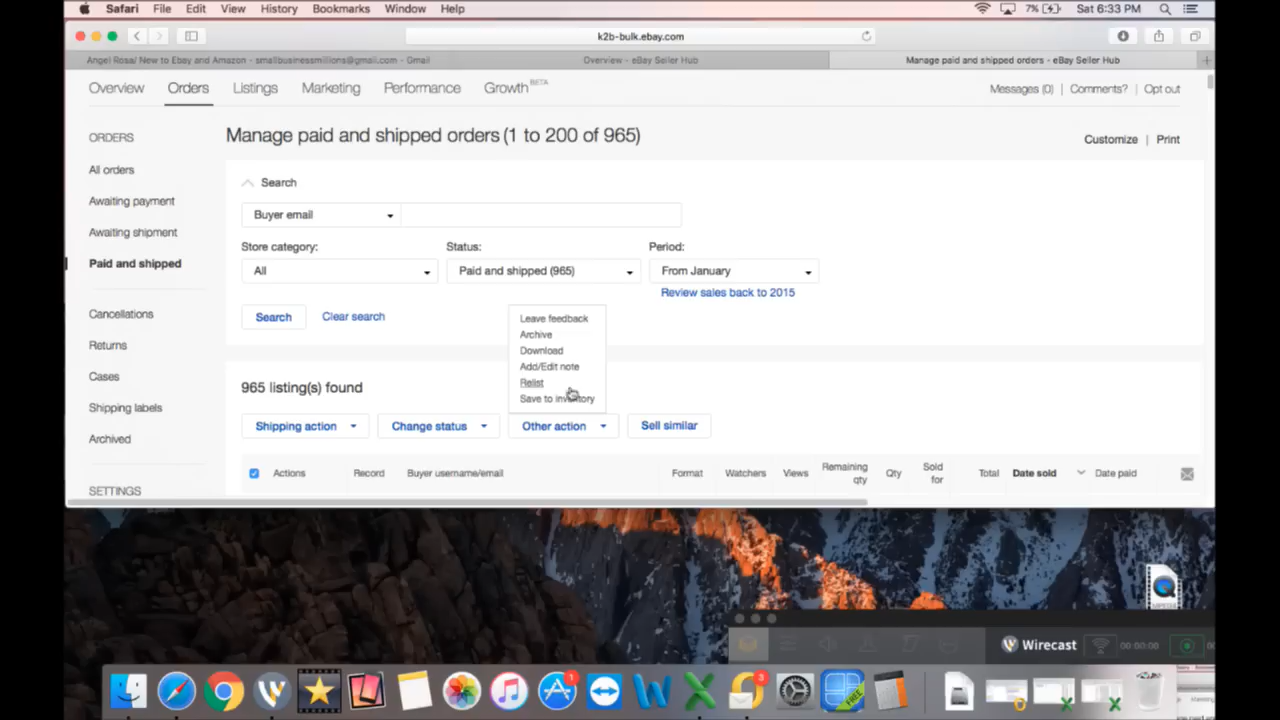 Safari File Edit View History Bookmarks Window Help 7% Sat 6:33 PM
k2b-bulk.ebay.com
Angel Rosa/ New to Ebay and Amazon - smallbusinessmillions@gmail.com - Gmail Overview - eBay Seller Hub Manage paid and shipped orders - eBay Seller Hub
Overview Orders Listings Marketing Performance Growth BETA Messages (0) Comments? Opt out
ORDERS
All orders
Awaiting payment
Awaiting shipment
Paid and shipped
Cancellations
Returns
Cases
Shipping labels
Archived
SETTINGS
Manage paid and shipped orders (1 to 200 of 965)
Customize | Print
Search
Buyer email
Store category: Status: Period:
All Paid and shipped (965) From January
Review sales back to 2015
Search Clear search
Leave feedback
Archive
Download
Add/Edit note
Relist
Save to inventory
965 listing(s) found
Shipping action Change status Other action Sell similar
Actions Record Buyer username/email Format Watchers Views Remaining qty Qty Sold for Total Date sold Date paid
Wirecast 00:00:00
1
3
FREE